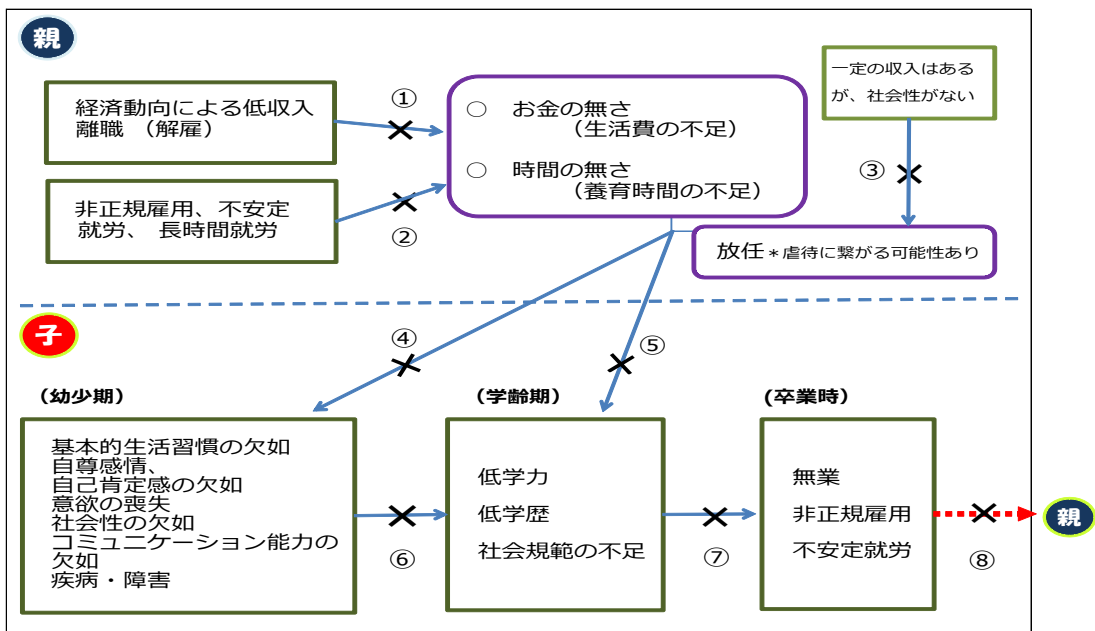 親
経済動向による低収入
離職 (解雇)
①
○ お金の無さ
(生活費の不足)
○ 時間の無さ
(養育時間の不足)
一定の収入はある
が、社会性がない
③
非正規雇用、不安定
就労、 長時間就労
②
放任 *虐待に繋がる可能性あり
子
④
⑤
(幼少期)
(学齢期)
(卒業時)
基本的生活習慣の欠如
自尊感情、
自己肯定感の欠如
意欲の喪失
社会性の欠如
コミュニケーション能力の
欠如
疾病・障害
⑥
低学力
低学歴
社会規範の不足
⑦
無業
非正規雇用
不安定就労
⑧
親